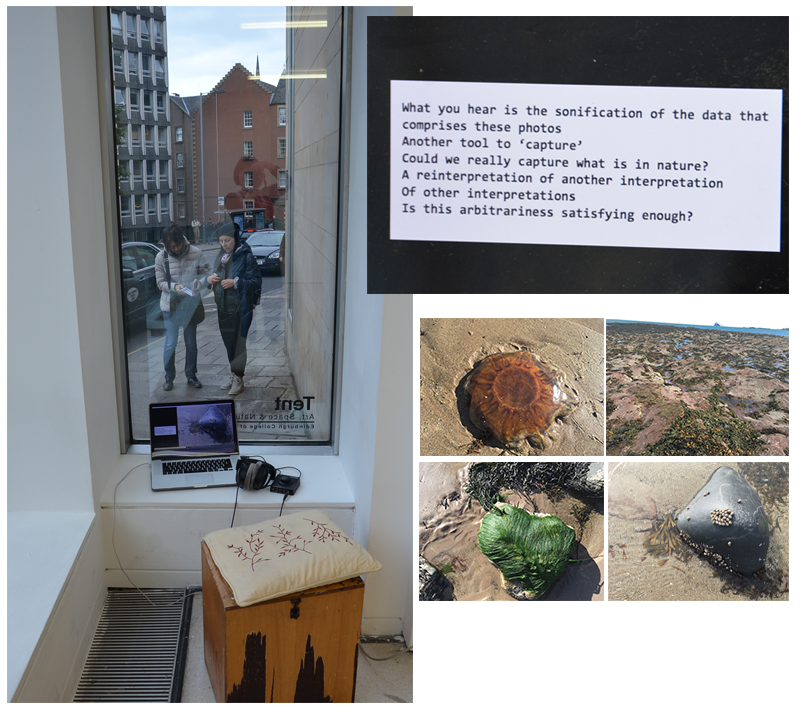 What you hear is the sonification of the data that
comprises these photos
Another tool to ‘capture’
Could we really capture what is in nature?
A reinterpretation of another interpretation
Of other interpretations
Is this arbitrariness satisfying enough?
Tent
Art, Space & Natu
Edinburgh College of